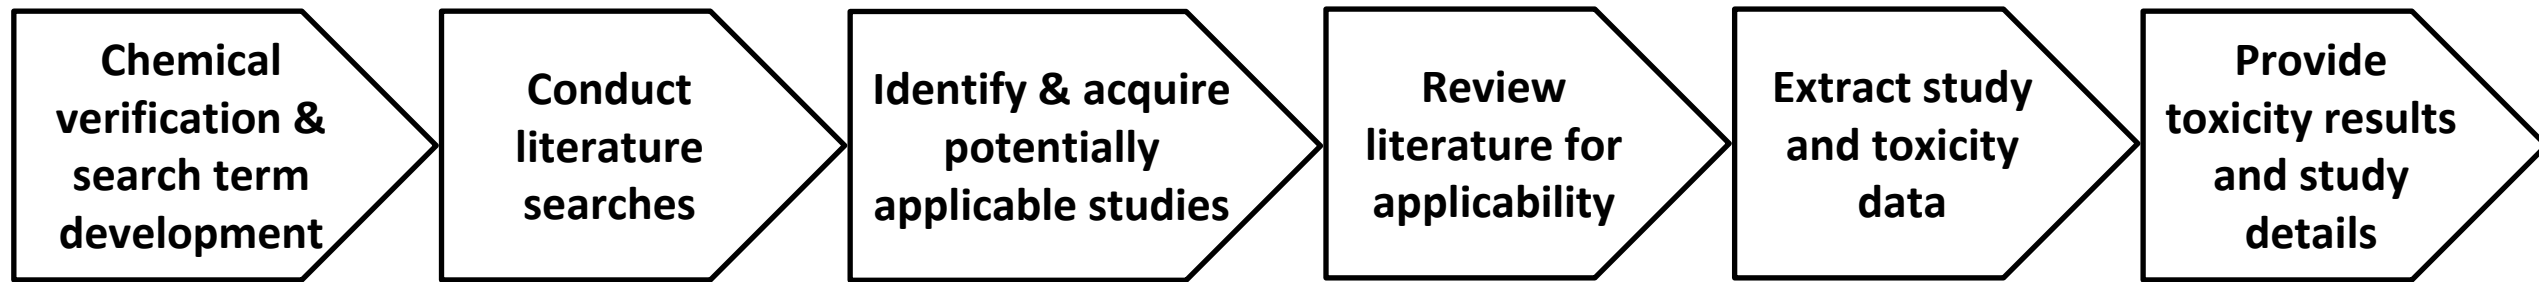 Chemical
verification &
search term
development
Conduct
literature
searches
Identify & acquire
potentially
applicable studies
Review
literature for
applicability
Extract study
and toxicity
data
Provide
toxicity results
and study
details